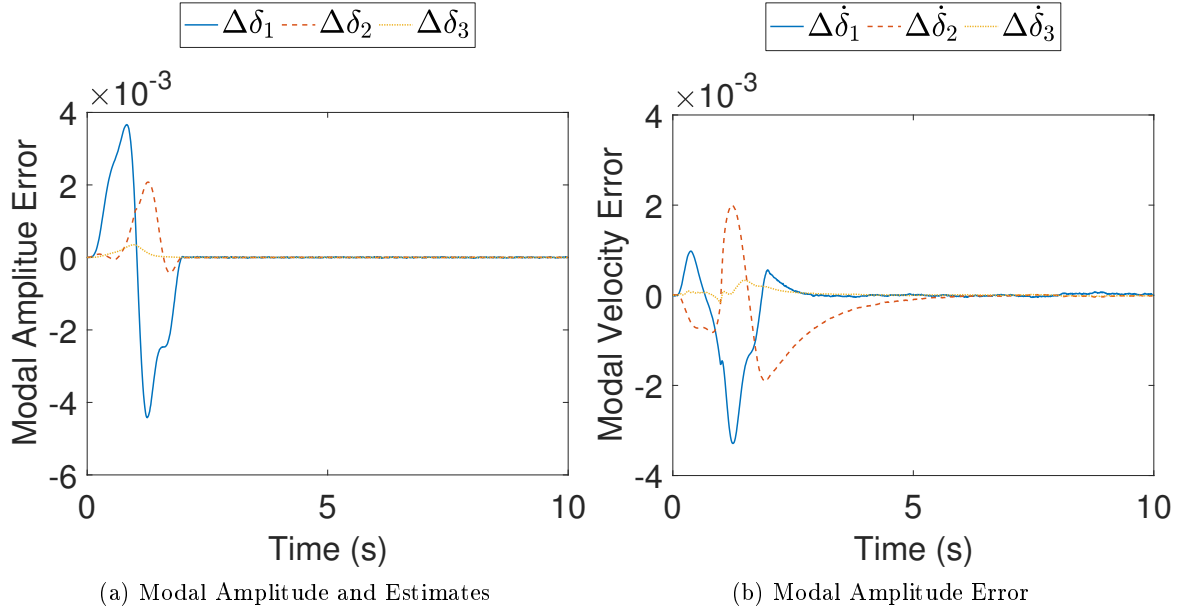 Δδ₁ Δδ₂ Δδ₃
×10⁻³
4
2
0
-2
-4
-6
Modal Amplitue Error
0 5 10
Time (s)
(a) Modal Amplitude and Estimates
Δδ̇₁ Δδ̇₂ Δδ̇₃
×10⁻³
4
2
0
-2
-4
Modal Velocity Error
0 5 10
Time (s)
(b) Modal Amplitude Error